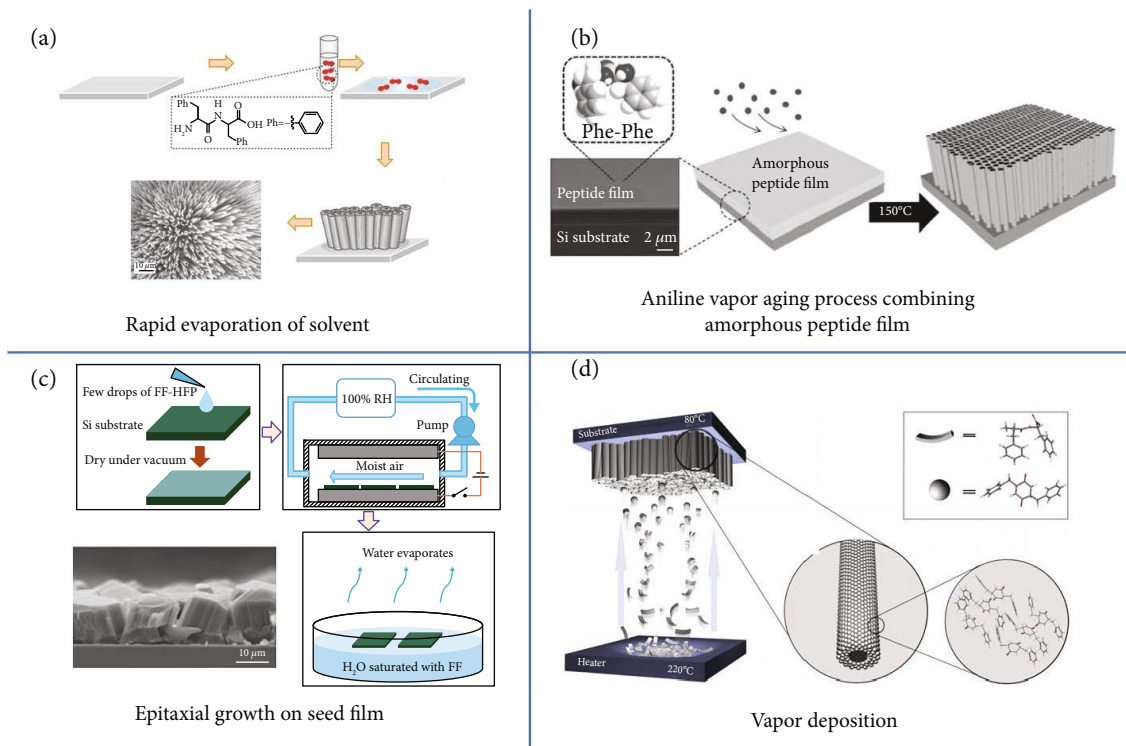 (a)
Ph
H
N
O
OH
Ph=
H₂N
O
Ph
10 μm
Rapid evaporation of solvent
(b)
Phe-Phe
Peptide film
Si substrate
2 μm
Amorphous
peptide film
150°C
Aniline vapor aging process combining
amorphous peptide film
(c)
Few drops of FF-HFP
Si substrate
Dry under vacuum
100% RH
Circulating
Pump
Moist air
10 μm
Water evaporates
H₂O saturated with FF
Epitaxial growth on seed film
(d)
Substrate
80°C
Heater
220°C
=
=
Vapor deposition